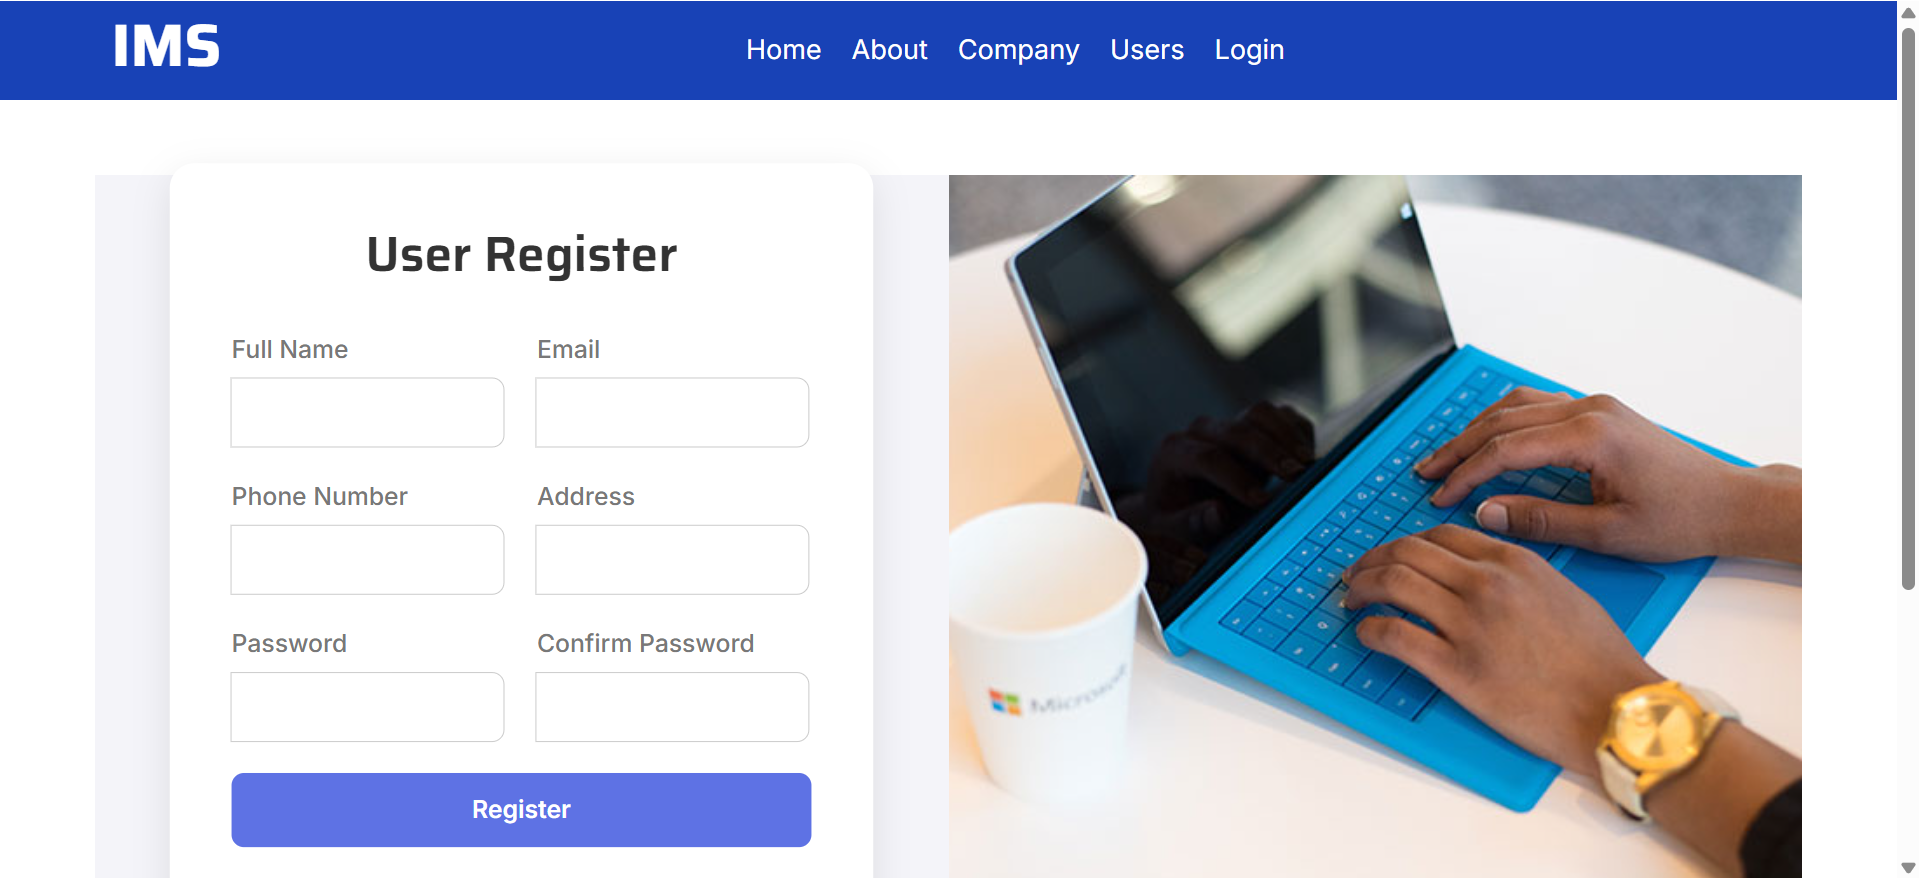 IMS
Home About Company Users Login
User Register
Full Name Email
Phone Number Address
Password Confirm Password
Register
Microsoft